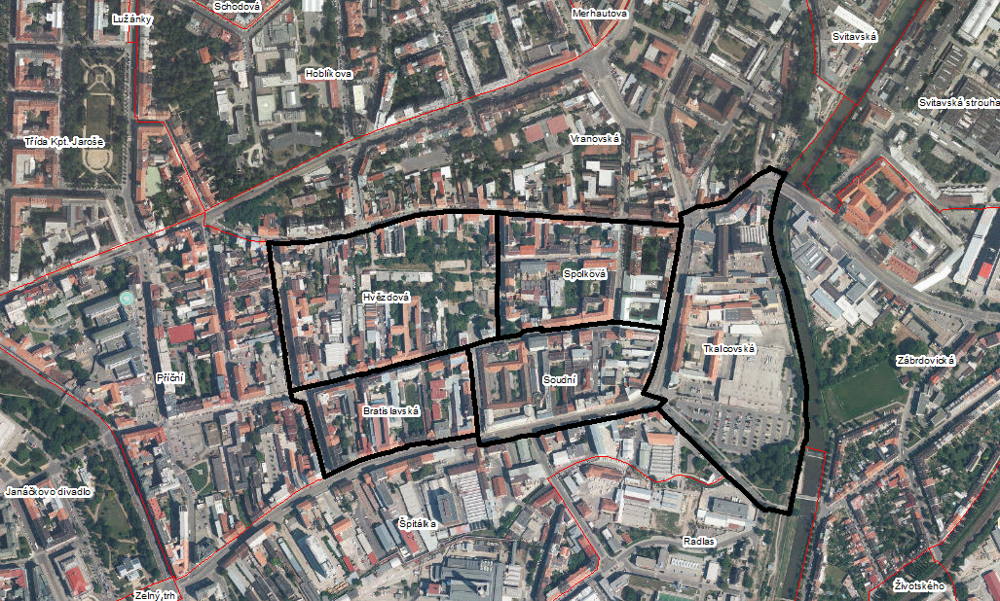 Schodová
Lužánky
Merhautova
Svitavská
Hoblíkova
Svitavská strouha
Třída Kpt. Jaroše
Vranovská
Spolková
Hvězdová
Tkalcovská
Zábrdovická
Příční
Soudní
Bratislavská
Janáčkovo divadlo
Špitálka
Radlas
Životského
Zelný trh